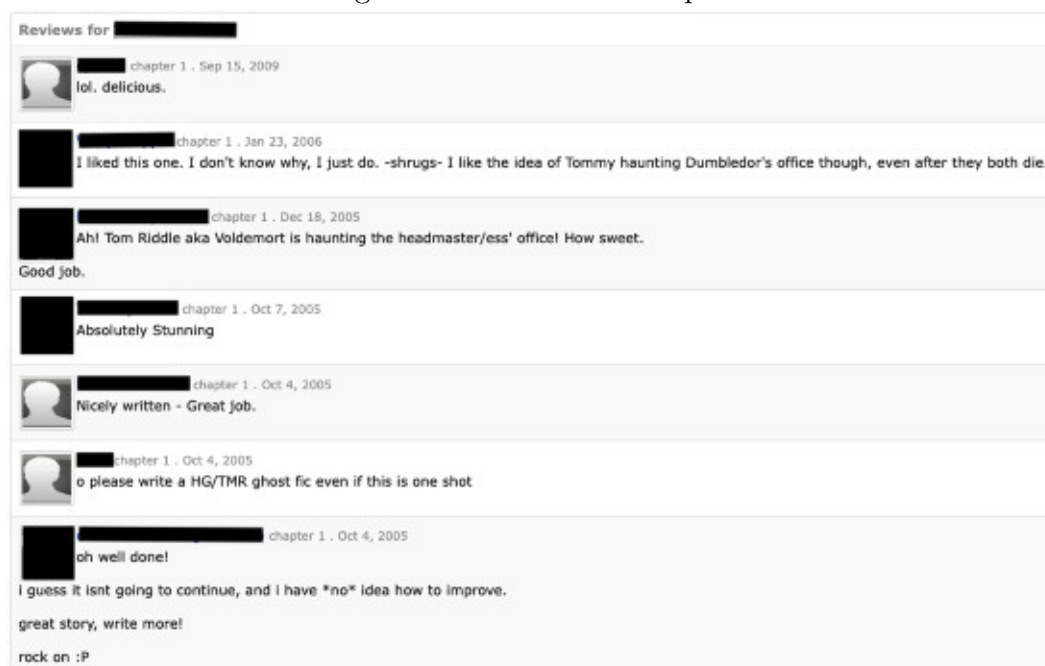 Reviews for
chapter 1 . Sep 15, 2009
lol. delicious.
chapter 1 . Jan 23, 2006
I liked this one. I don't know why, I just do. -shrugs- I like the idea of Tommy haunting Dumbledor's office though, even after they both die
chapter 1 . Dec 18, 2005
Ah! Tom Riddle aka Voldemort is haunting the headmaster/ess' office! How sweet.
Good job.
chapter 1 . Oct 7, 2005
Absolutely Stunning
chapter 1 . Oct 4, 2005
Nicely written - Great job.
chapter 1 . Oct 4, 2005
o please write a HG/TMR ghost fic even if this is one shot
chapter 1 . Oct 4, 2005
oh well done!
i guess it isnt going to continue, and i have *no* idea how to improve.
great story, write more!
rock on :P